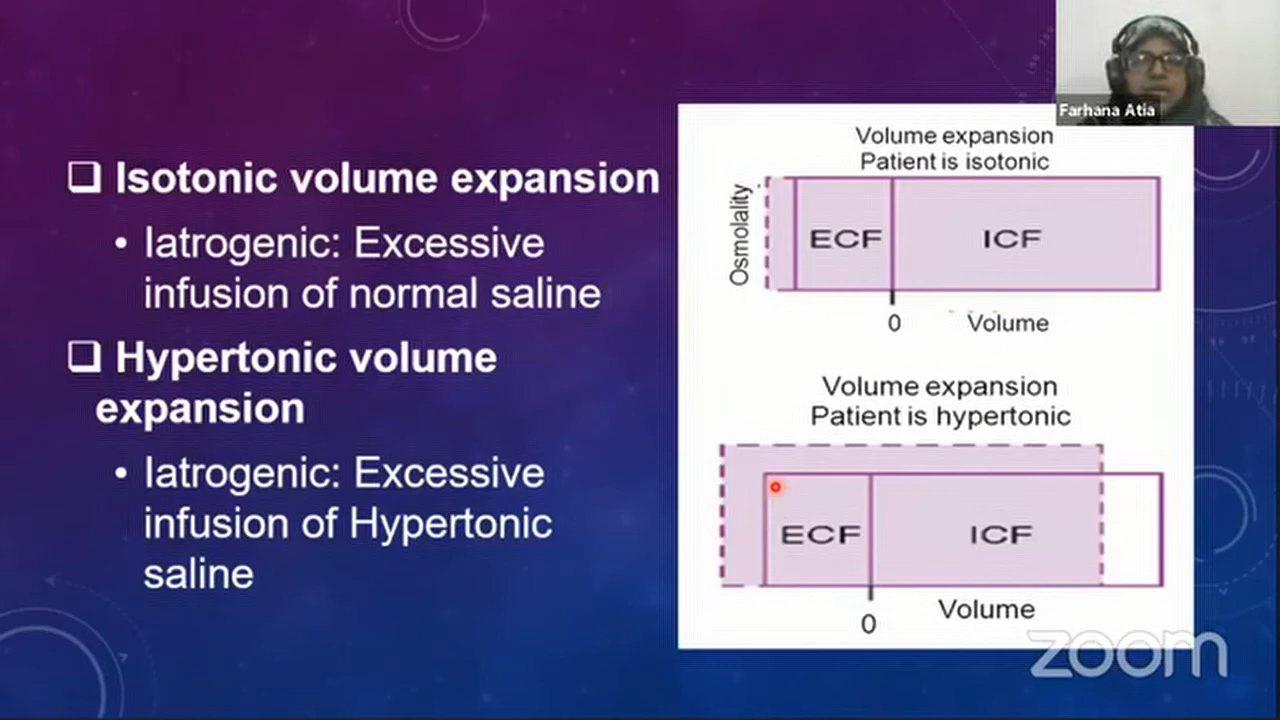 Farhana Atia
❑ Isotonic volume expansion
• Iatrogenic: Excessive
infusion of normal saline
❑ Hypertonic volume
expansion
• Iatrogenic: Excessive
infusion of Hypertonic
saline
Volume expansion
Patient is isotonic
Osmolality
ECF
ICF
0
Volume
Volume expansion
Patient is hypertonic
ECF
ICF
0
Volume
zoom